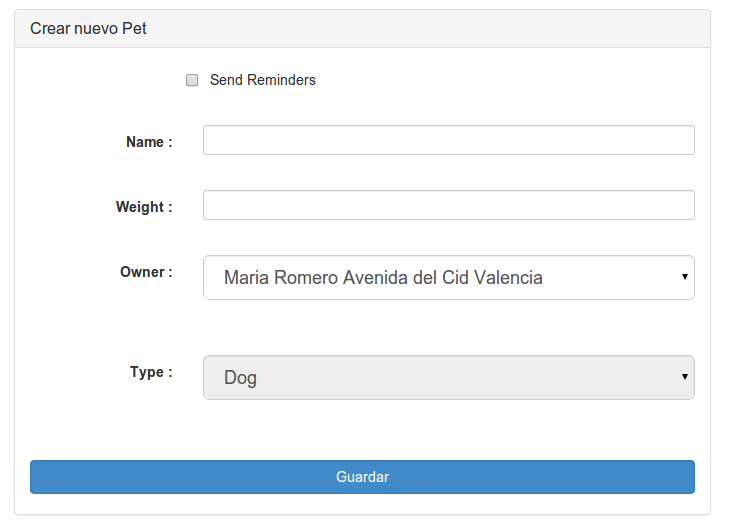 Crear nuevo Pet
Send Reminders
Name :
Weight :
Owner :
Maria Romero Avenida del Cid Valencia
Type :
Dog
Guardar